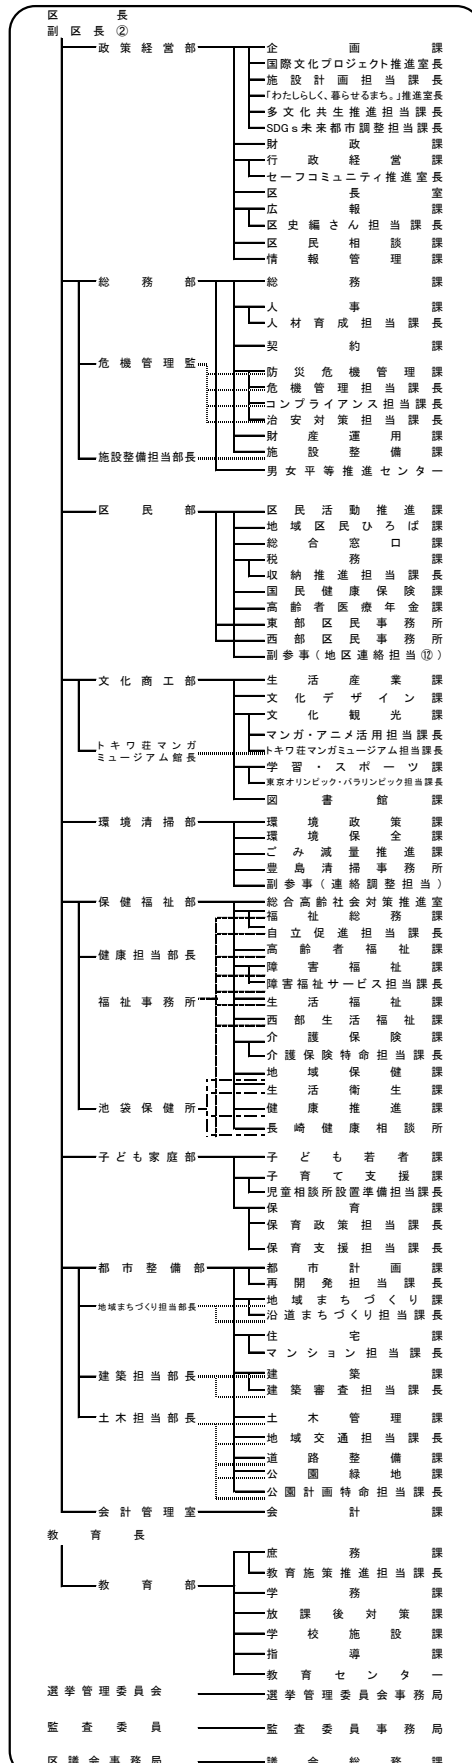 区長
副区長②
政策経営部 企画課
国際文化プロジェクト推進室長
施設計画担当課長
「わたしらしく、暮らせるまち。」推進室長
多文化共生推進担当課長
SDGs未来都市調整担当課長
財政課
行政経営課
セーフコミュニティ推進室長
区長室
広報課
区史編さん担当課長
区民相談課
情報管理課
総務部 総務課
人事課
人材育成担当課長
契約課
危機管理監 防災危機管理課
危機管理担当課長
コンプライアンス担当課長
治安対策担当課長
財産運用課
施設整備担当部長 施設整備課
男女平等推進センター
区民部 区民活動推進課
地域区民ひろば課
総合窓口課
税務課
収納推進担当課長
国民健康保険課
高齢者医療年金課
東部区民事務所
西部区民事務所
副参事(地区連絡担当⑫)
文化商工部 生活産業課
文化デザイン課
文化観光課
マンガ・アニメ活用担当課長
トキワ荘マンガミュージアム館長 トキワ荘マンガミュージアム担当課長
学習・スポーツ課
東京オリンピック・パラリンピック担当課長
図書館課
環境清掃部 環境政策課
環境保全課
ごみ減量推進課
豊島清掃事務所
副参事(連絡調整担当)
保健福祉部 総合高齢社会対策推進室
福祉総務課
自立促進担当課長
健康担当部長 高齢者福祉課
障害福祉課
障害福祉サービス担当課長
福祉事務所 生活福祉課
西部生活福祉課
介護保険課
介護保険特命担当課長
地域保健課
生活衛生課
池袋保健所 健康推進課
長崎健康相談所
子ども家庭部 子ども若者課
子育て支援課
児童相談所設置準備担当課長
保育課
保育政策担当課長
保育支援担当課長
都市整備部 都市計画課
再開発担当課長
地域まちづくり担当部長 地域まちづくり課
沿道まちづくり担当課長
住宅課
マンション担当課長
建築担当部長 建築課
建築審査担当課長
土木担当部長 土木管理課
地域交通担当課長
道路整備課
公園緑地課
公園計画特命担当課長
会計管理室 会計課
教育長
庶務課
教育施策推進担当課長
教育部 学務課
放課後対策課
学校施設課
指導課
教育センター
選挙管理委員会 選挙管理委員会事務局
監査委員 監査委員事務局
区議会事務局 議会総務課